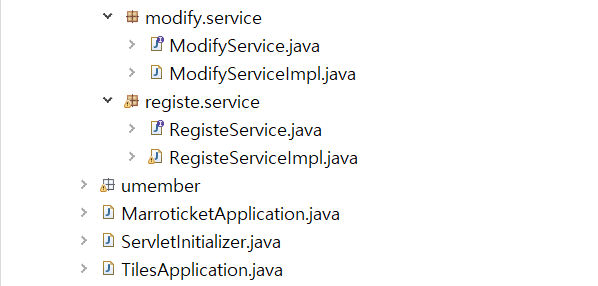 modify.service
ModifyService.java
ModifyServiceImpl.java
registe.service
RegisteService.java
RegisteServiceImpl.java
umember
MarroticketApplication.java
ServletInitializer.java
TilesApplication.java